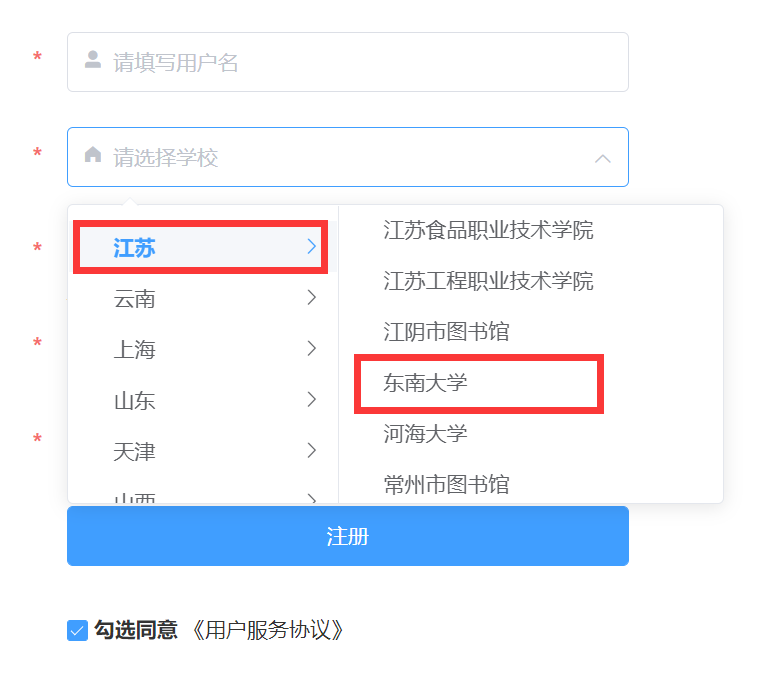 * 请填写用户名
* 请选择学校
江苏
云南
上海
山东
天津
山西
江苏食品职业技术学院
江苏工程职业技术学院
江阴市图书馆
东南大学
河海大学
常州市图书馆
*
*
*
注册
勾选同意 《用户服务协议》